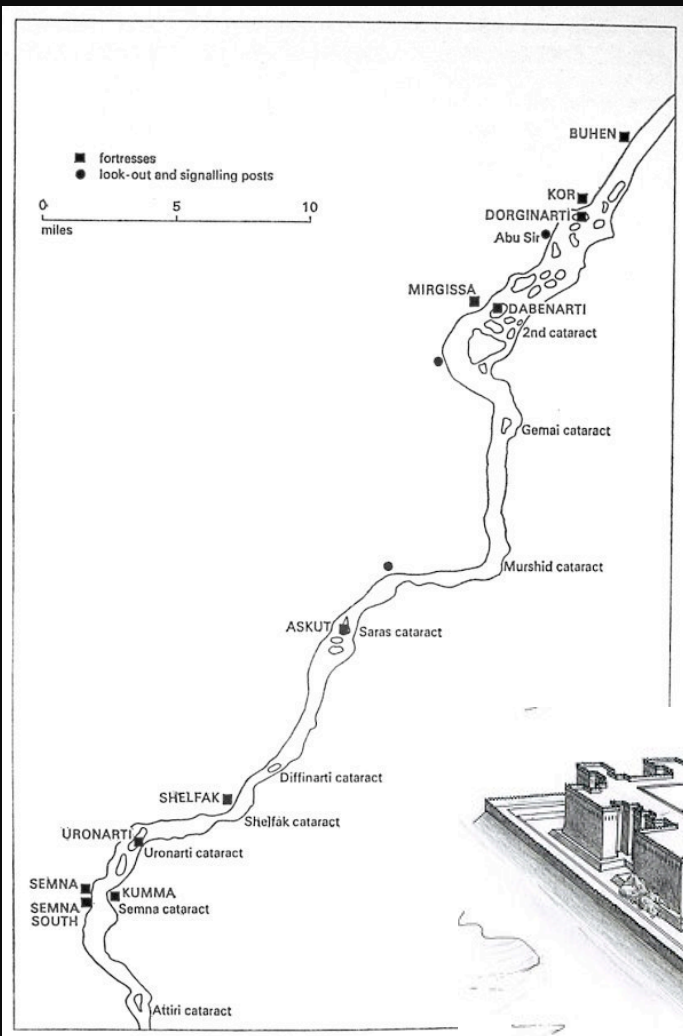 BUHEN
fortresses
look-out and signalling posts
0 5 10
miles
KOR
DORGINARTI
Abu Sir
MIRGISSA
DABENARTI
2nd cataract
Gemai cataract
Murshid cataract
ASKUT
Saras cataract
Diffinarti cataract
SHELFAK
Shelfak cataract
URONARTI
Uronarti cataract
SEMNA
KUMMA
SEMNA
SOUTH
Semna cataract
Attiri cataract